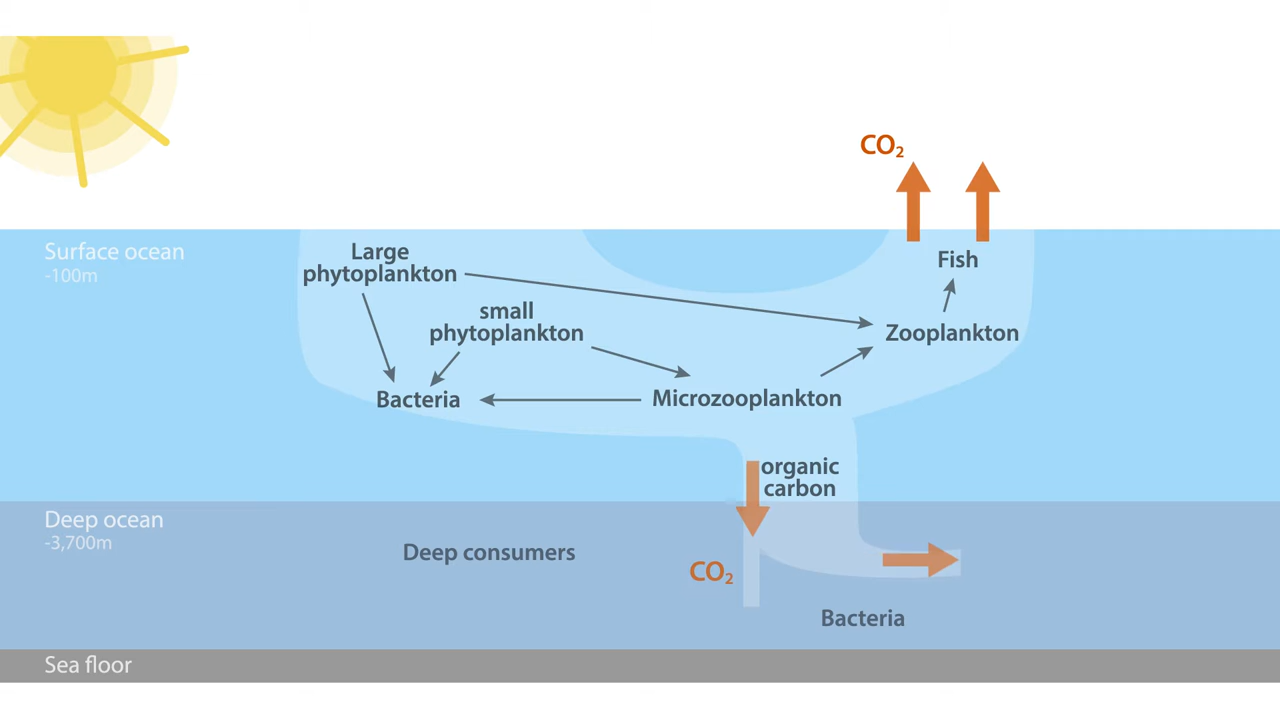 CO₂
Surface ocean
-100m
Large
phytoplankton
Fish
small
phytoplankton
Zooplankton
Bacteria
Microzooplankton
organic
carbon
Deep ocean
-3,700m
Deep consumers
CO₂
Bacteria
Sea floor